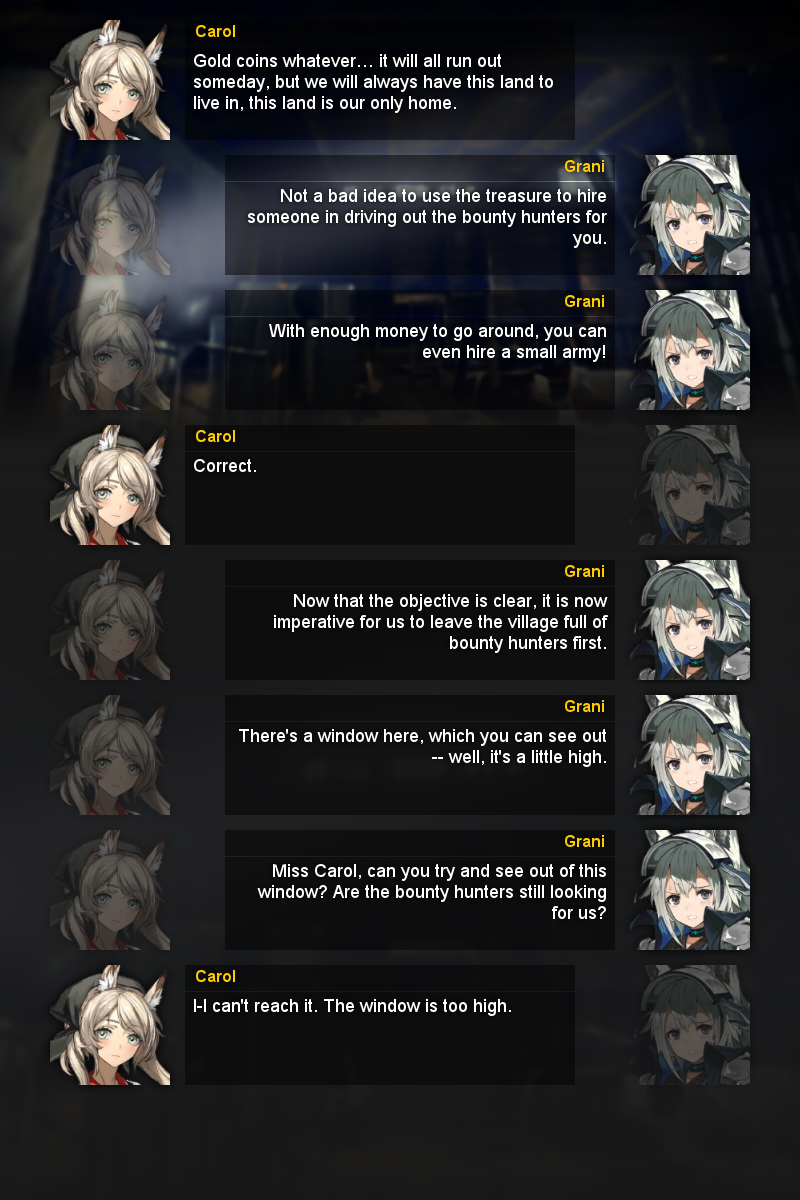 Carol
Gold coins whatever... it will all run out
someday, but we will always have this land to
live in, this land is our only home.
Grani
Not a bad idea to use the treasure to hire
someone in driving out the bounty hunters for
you.
Grani
With enough money to go around, you can
even hire a small army!
Carol
Correct.
Grani
Now that the objective is clear, it is now
imperative for us to leave the village full of
bounty hunters first.
Grani
There's a window here, which you can see out
-- well, it's a little high.
Grani
Miss Carol, can you try and see out of this
window? Are the bounty hunters still looking
for us?
Carol
I-I can't reach it. The window is too high.